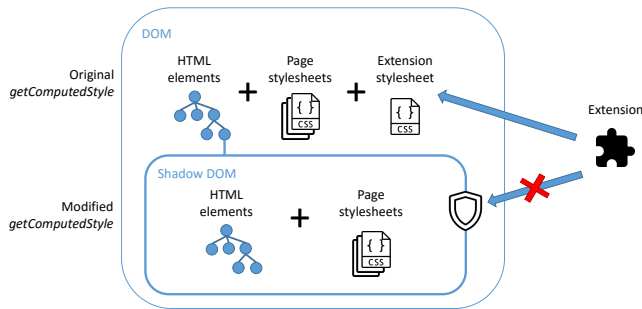 DOM
Original
getComputedStyle
HTML
elements
Page
stylesheets
Extension
stylesheet
{ }
CSS
{ }
CSS
Extension
Shadow DOM
Modified
getComputedStyle
HTML
elements
Page
stylesheets
{ }
CSS